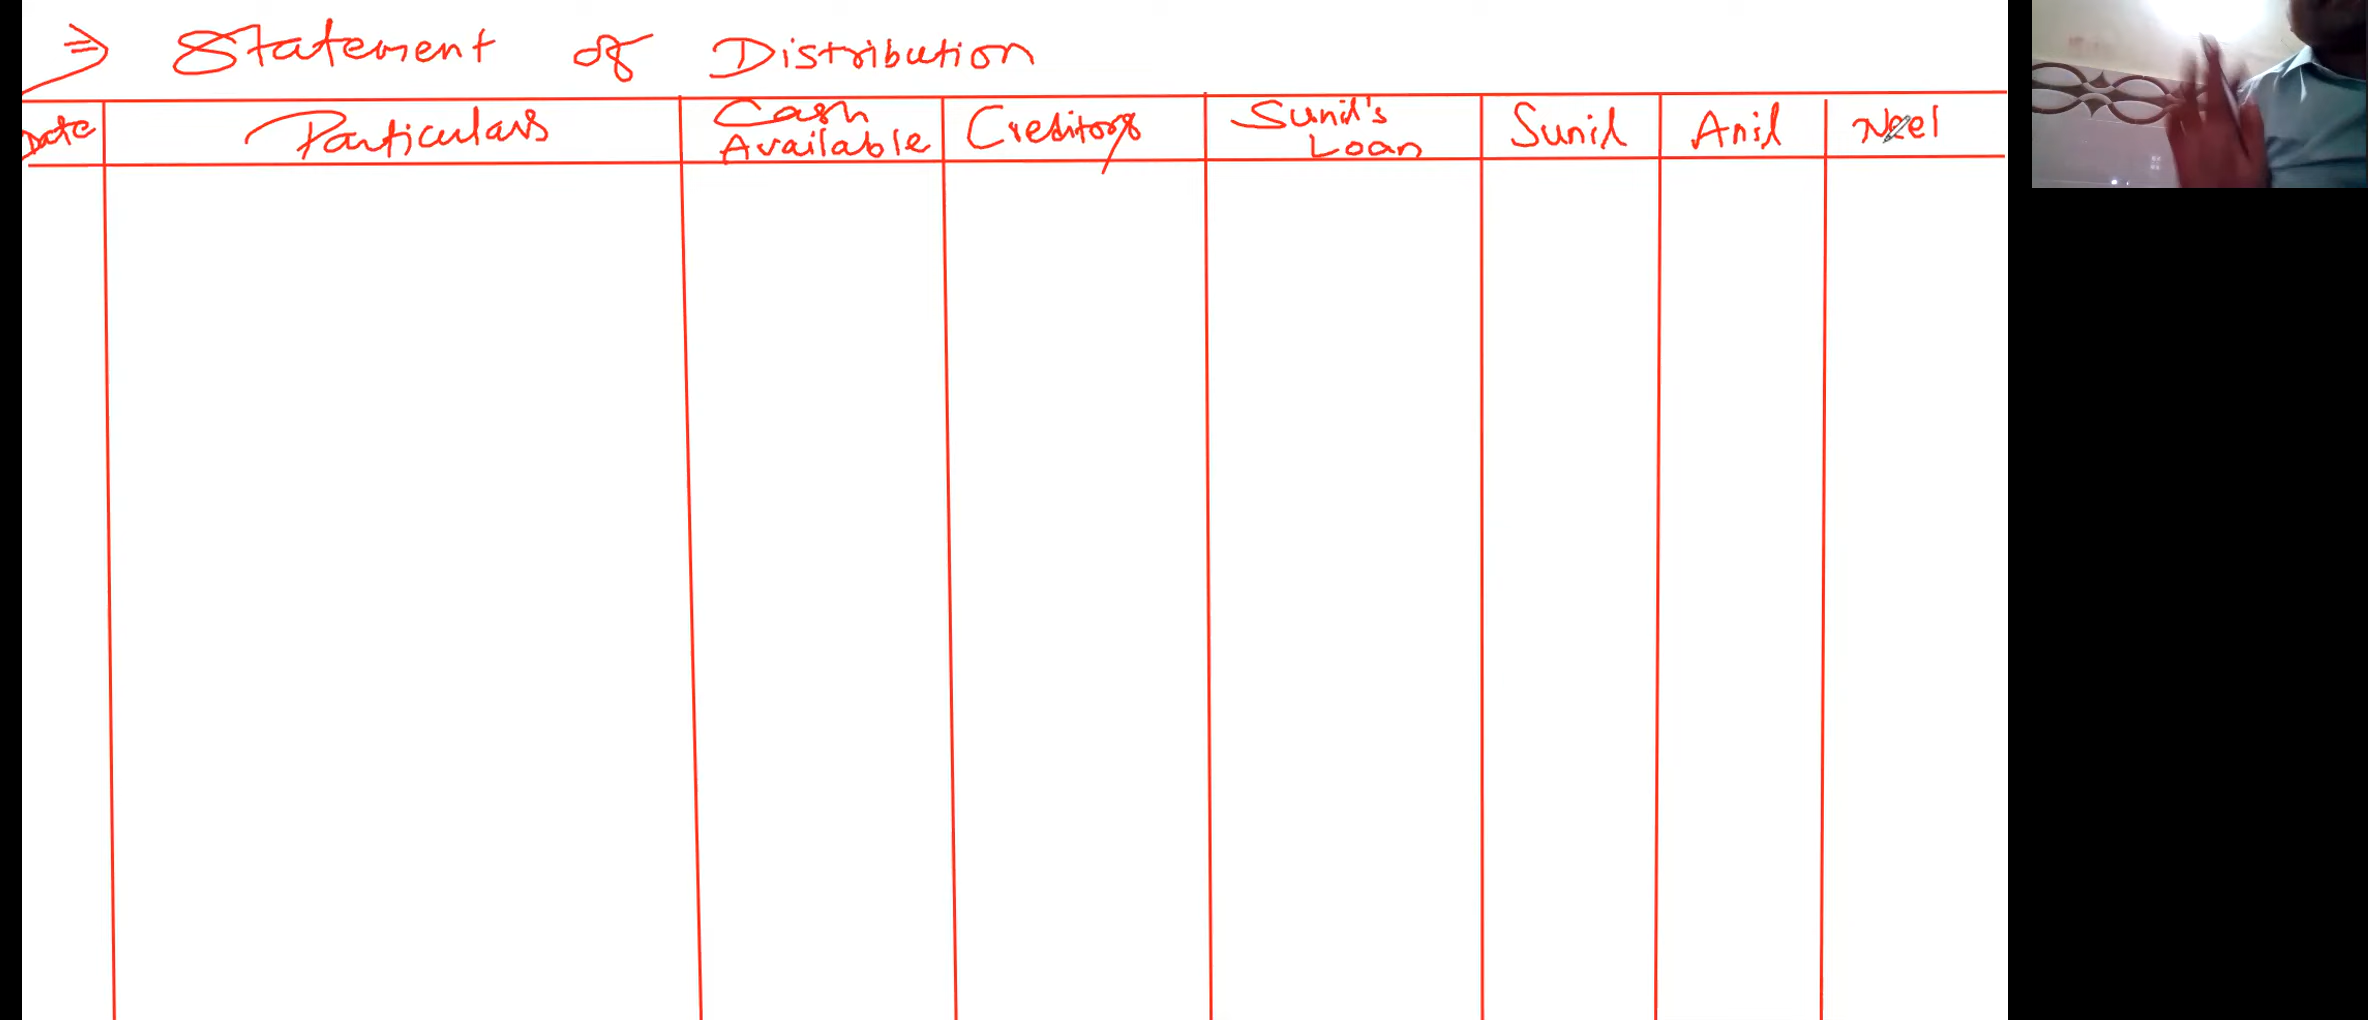 ⇒ Statement of Distribution
Date Particulars Cash Available Creditors Sunil's Loan Sunil Anil Neel